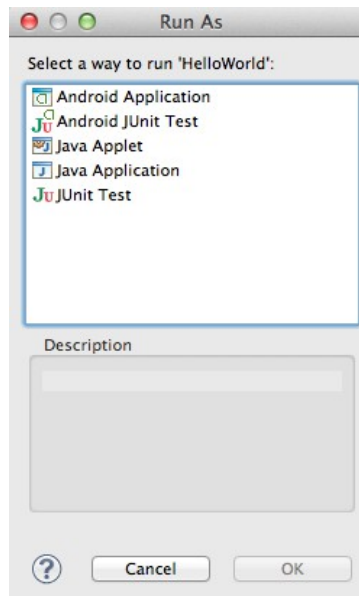 Run As
Select a way to run 'HelloWorld':
Android Application
Android JUnit Test
Java Applet
Java Application
JUnit Test
Description
Cancel
OK